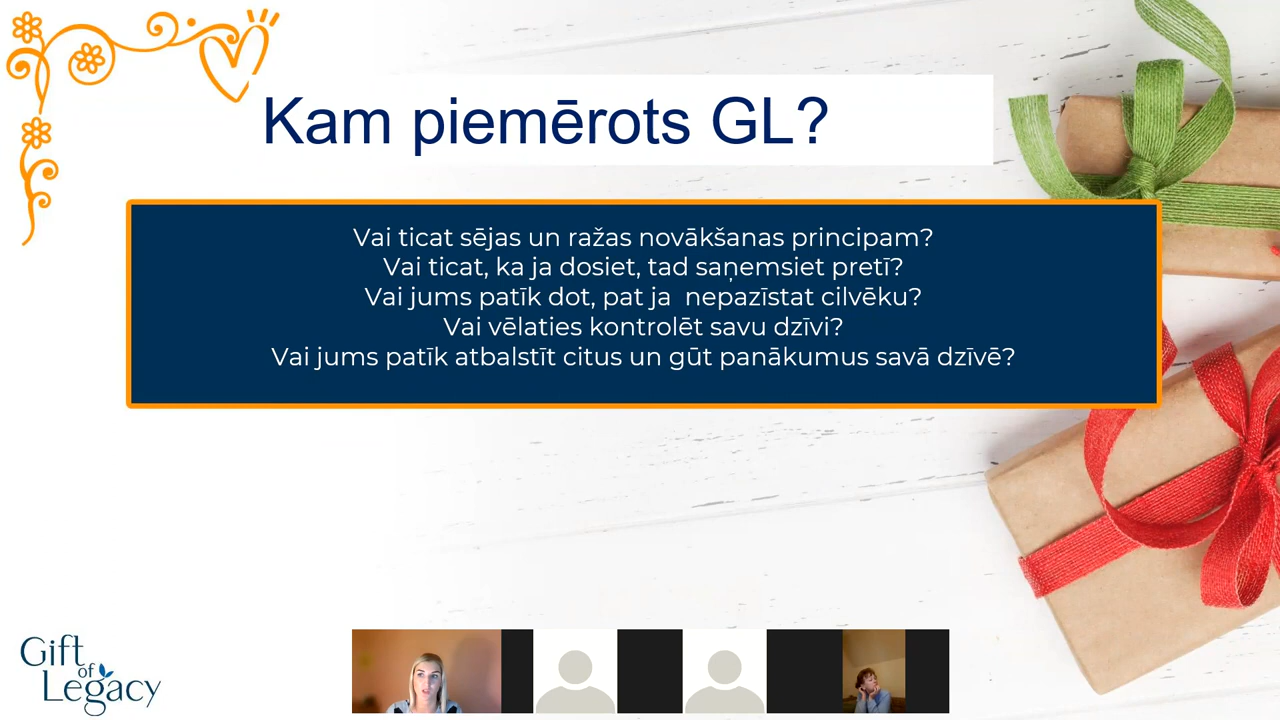 Kam piemērots GL?
Vai ticat sējas un ražas novākšanas principam?
Vai ticat, ka ja dosiet, tad saņemsiet pretī?
Vai jums patīk dot, pat ja  nepazīstat cilvēku?
Vai vēlaties kontrolēt savu dzīvi?
Vai jums patīk atbalstīt citus un gūt panākumus savā dzīvē?
Gift
of
Legacy